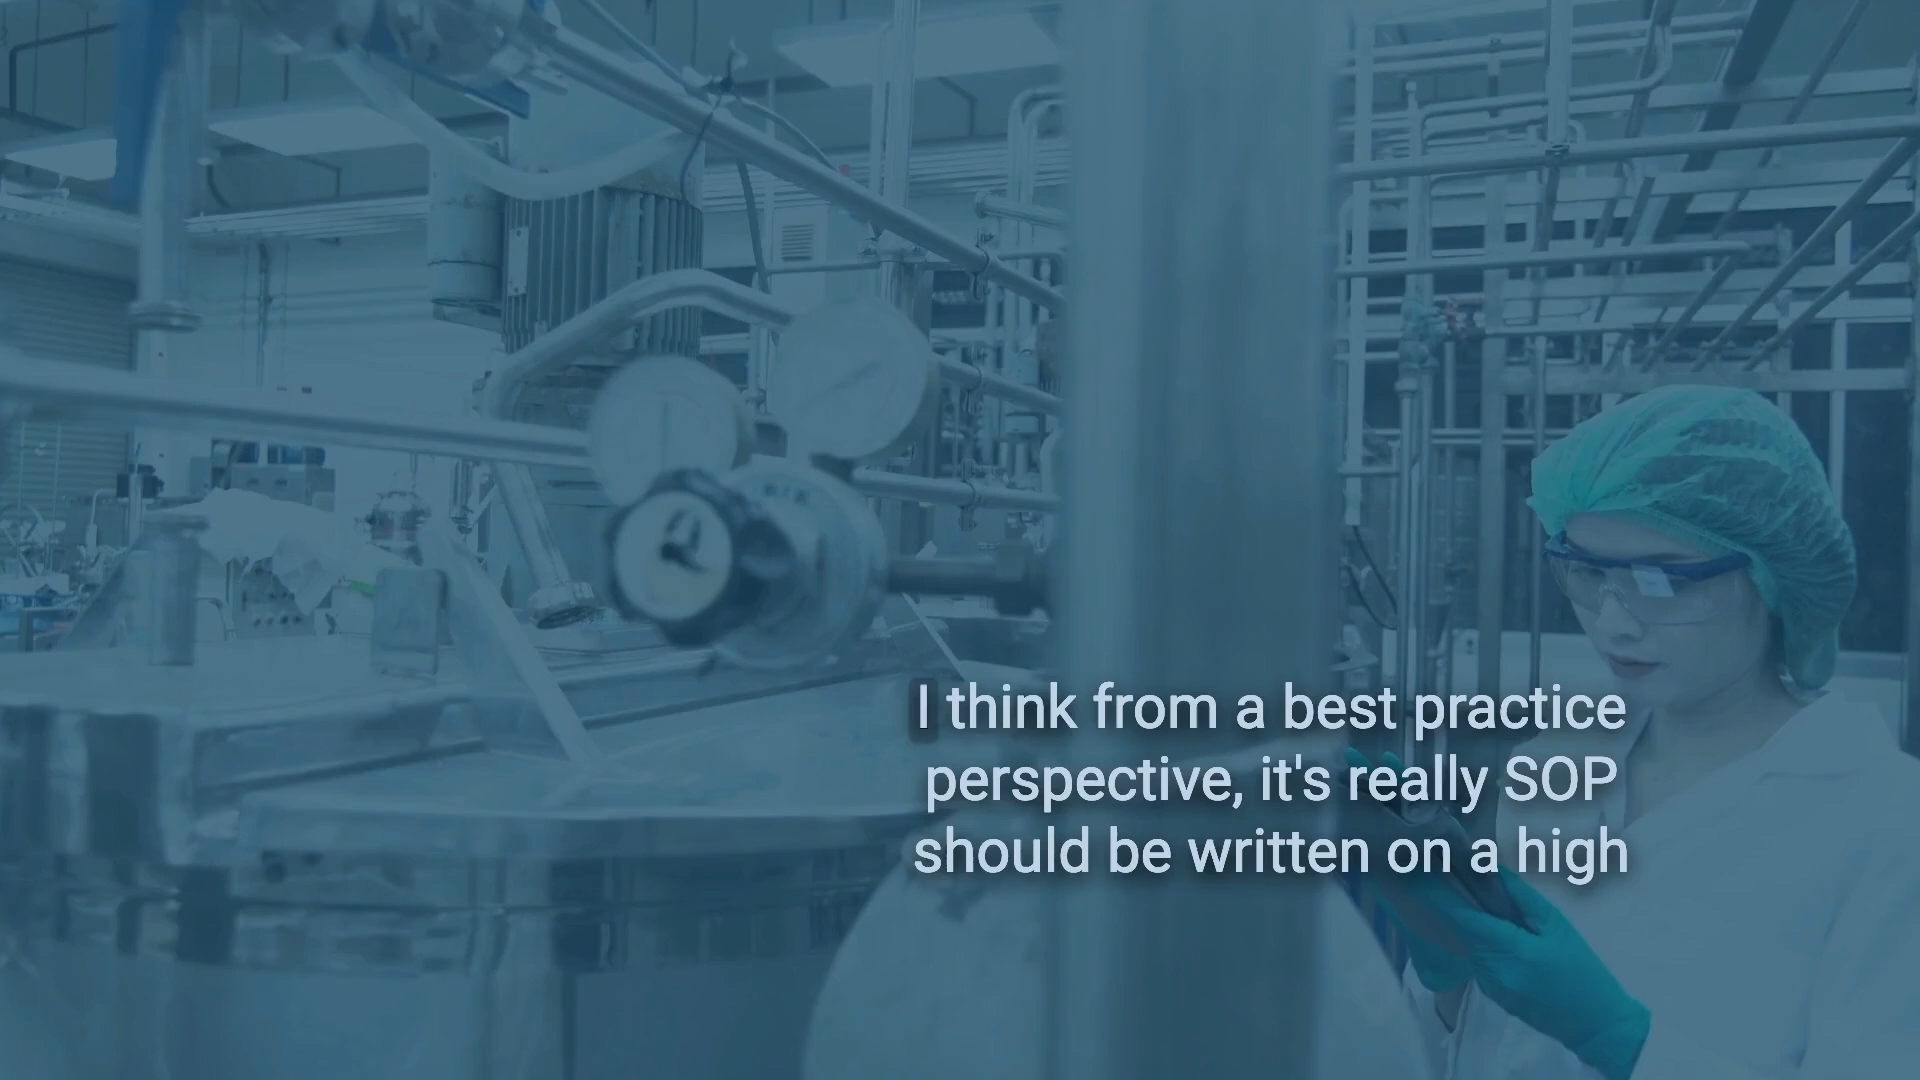 I think from a best practice
perspective, it's really SOP
should be written on a high